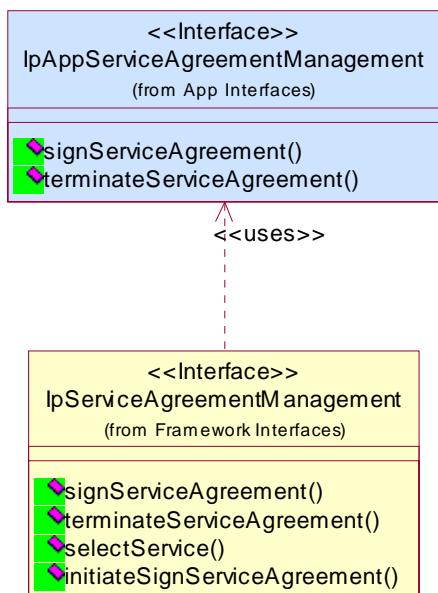 <<Interface>>
IpAppServiceAgreementManagement
(from App Interfaces)
signServiceAgreement()
terminateServiceAgreement()
<<uses>>
<<Interface>>
IpServiceAgreementManagement
(from Framework Interfaces)
signServiceAgreement()
terminateServiceAgreement()
selectService()
initiateSignServiceAgreement()